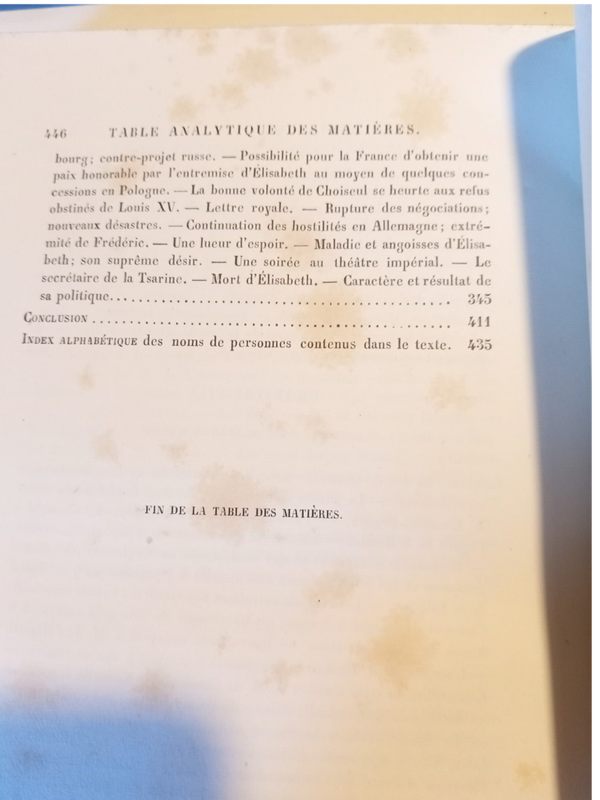 446 TABLE ANALYTIQUE DES MATIÈRES.
bourg; contre-projet russe. — Possibilité pour la France d'obtenir une
paix honorable par l'entremise d'Élisabeth au moyen de quelques con-
cessions en Pologne. — La bonne volonté de Choiseul se heurte aux refus
obstinés de Louis XV. — Lettre royale. — Rupture des négociations;
nouveaux désastres. — Continuation des hostilités en Allemagne; extré-
mité de Frédéric. — Une lueur d'espoir. — Maladie et angoisses d'Élisa-
beth; son suprême désir. — Une soirée au théâtre impérial. — Le
secrétaire de la Tsarine. — Mort d'Élisabeth. — Caractère et résultat de
sa politique........................................ 345
CONCLUSION ........................................ 411
INDEX ALPHABÉTIQUE des noms de personnes contenus dans le texte. 435
FIN DE LA TABLE DES MATIÈRES.